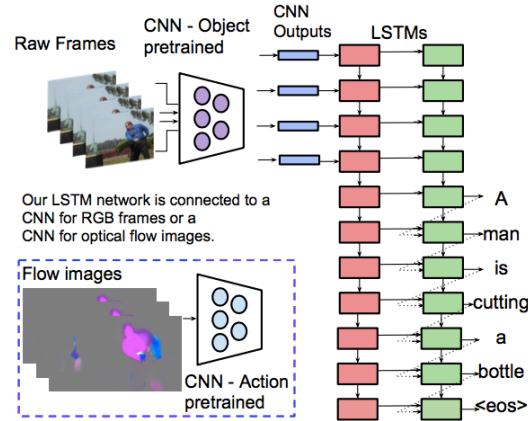 Raw Frames
CNN - Object
pretrained
CNN
Outputs
LSTMs
Our LSTM network is connected to a
CNN for RGB frames or a
CNN for optical flow images.
Flow images
CNN - Action
pretrained
A
man
is
cutting
a
bottle
<eos>